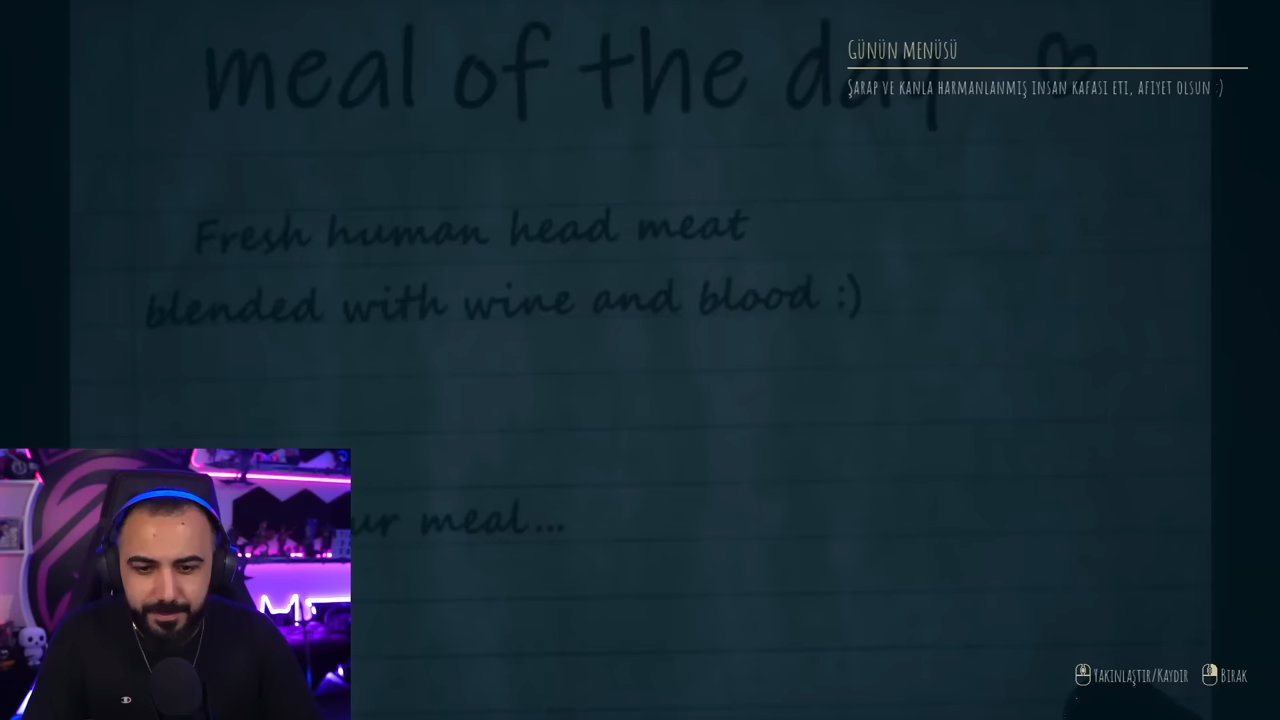 meal of the day
Fresh human head meat
blended with wine and blood :)
ur meal...
GÜNÜN MENÜSÜ
ŞARAP VE KANLA HARMANLANMIŞ INSAN KAFASI ETI, AFIYET OLSUN :)
YAKINLAŞTIR/KAYDIR
BIRAK